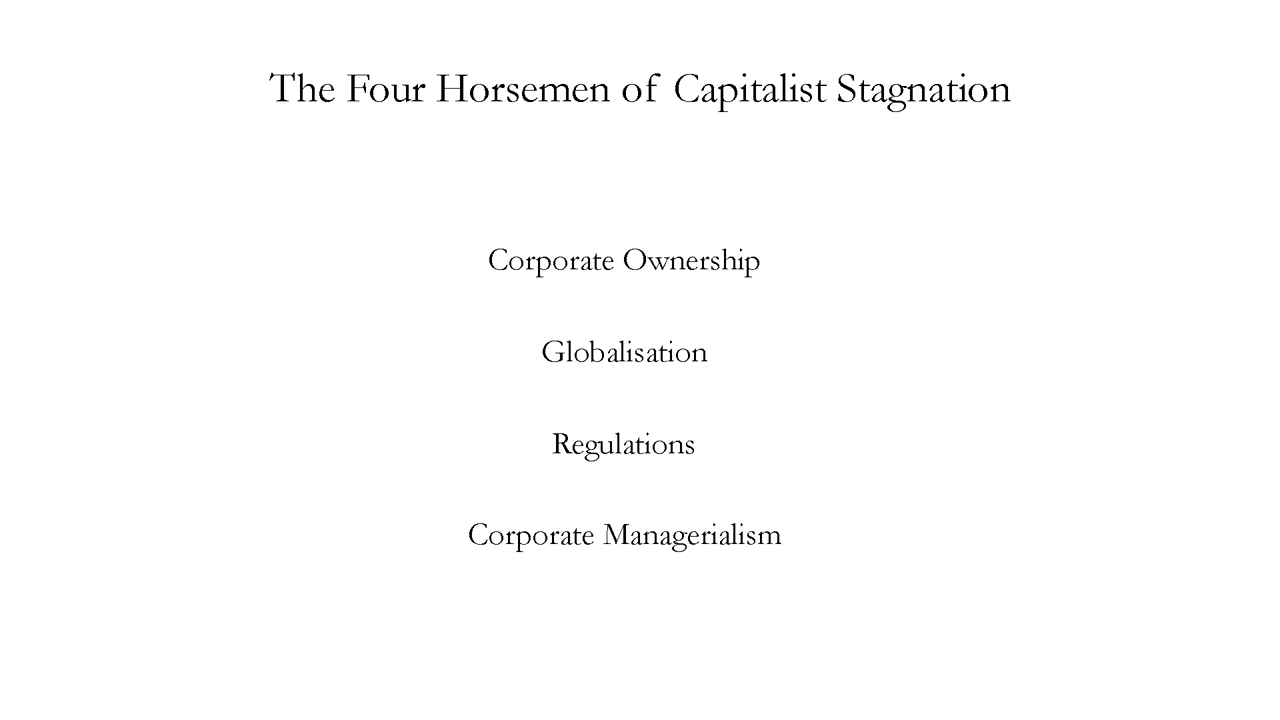 The Four Horsemen of Capitalist Stagnation
Corporate Ownership
Globalisation
Regulations
Corporate Managerialism